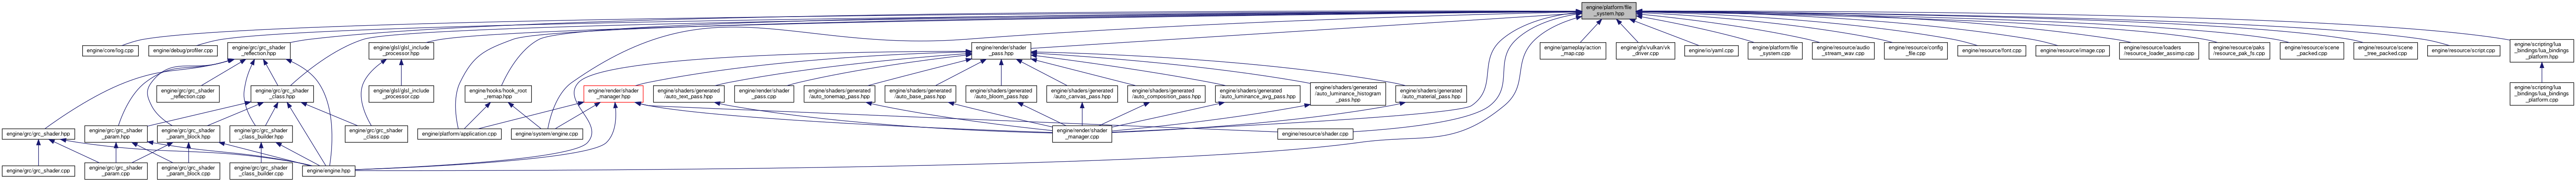 engine/platform/file
_system.hpp
engine/core/log.cpp
engine/debug/profiler.cpp
engine/grc/grc_shader
_reflection.hpp
engine/glsl/glsl_include
_processor.hpp
engine/render/shader
_pass.hpp
engine/gameplay/action
_map.cpp
engine/gfx/vulkan/vk
_driver.cpp
engine/io/yaml.cpp
engine/platform/file
_system.cpp
engine/resource/audio
_stream_wav.cpp
engine/resource/config
_file.cpp
engine/resource/font.cpp
engine/resource/image.cpp
engine/resource/loaders
/resource_loader_assimp.cpp
engine/resource/paks
/resource_pak_fs.cpp
engine/resource/scene
_packed.cpp
engine/resource/scene
_tree_packed.cpp
engine/resource/script.cpp
engine/scripting/lua
_bindings/lua_bindings
_platform.hpp
engine/grc/grc_shader
_reflection.cpp
engine/grc/grc_shader
_class.hpp
engine/glsl/glsl_include
_processor.cpp
engine/hooks/hook_root
_remap.hpp
engine/render/shader
_manager.hpp
engine/shaders/generated
/auto_text_pass.hpp
engine/render/shader
_pass.cpp
engine/shaders/generated
/auto_tonemap_pass.hpp
engine/shaders/generated
/auto_base_pass.hpp
engine/shaders/generated
/auto_bloom_pass.hpp
engine/shaders/generated
/auto_canvas_pass.hpp
engine/shaders/generated
/auto_composition_pass.hpp
engine/shaders/generated
/auto_luminance_avg_pass.hpp
engine/shaders/generated
/auto_luminance_histogram
_pass.hpp
engine/shaders/generated
/auto_material_pass.hpp
engine/scripting/lua
_bindings/lua_bindings
_platform.cpp
engine/grc/grc_shader.hpp
engine/grc/grc_shader
_param.hpp
engine/grc/grc_shader
_param_block.hpp
engine/grc/grc_shader
_class_builder.hpp
engine/grc/grc_shader
_class.cpp
engine/platform/application.cpp
engine/system/engine.cpp
engine/render/shader
_manager.cpp
engine/resource/shader.cpp
engine/grc/grc_shader.cpp
engine/grc/grc_shader
_param.cpp
engine/grc/grc_shader
_param_block.cpp
engine/grc/grc_shader
_class_builder.cpp
engine/engine.hpp